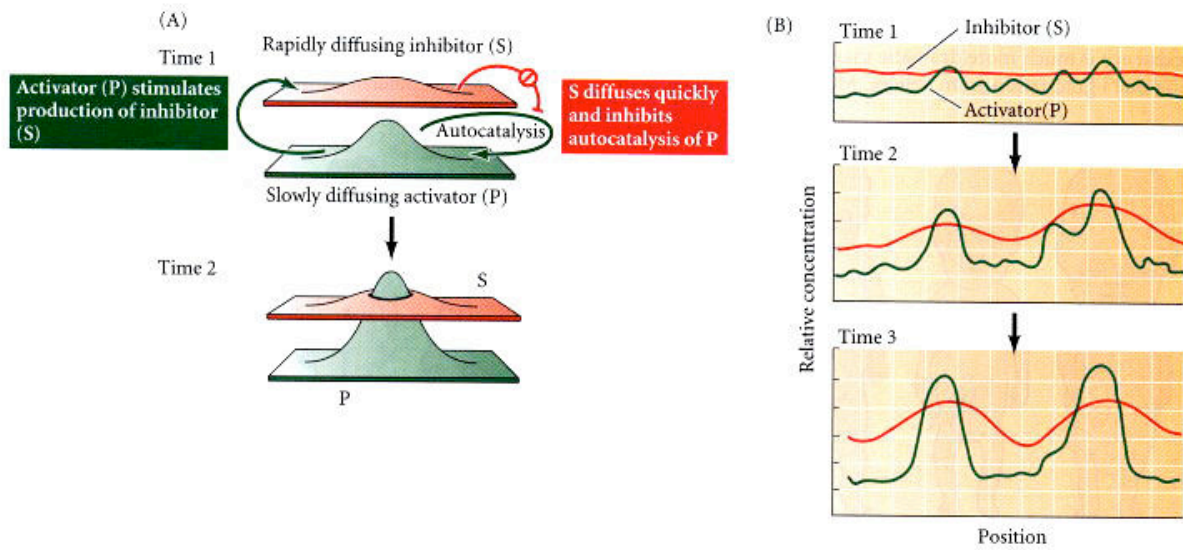 (A)
Time 1
Rapidly diffusing inhibitor (S)
Activator (P) stimulates
production of inhibitor
(S)
Autocatalysis
S diffuses quickly
and inhibits
autocatalysis of P
Slowly diffusing activator (P)
Time 2
S
P
(B)
Time 1
Inhibitor (S)
Activator(P)
Time 2
Time 3
Relative concentration
Position